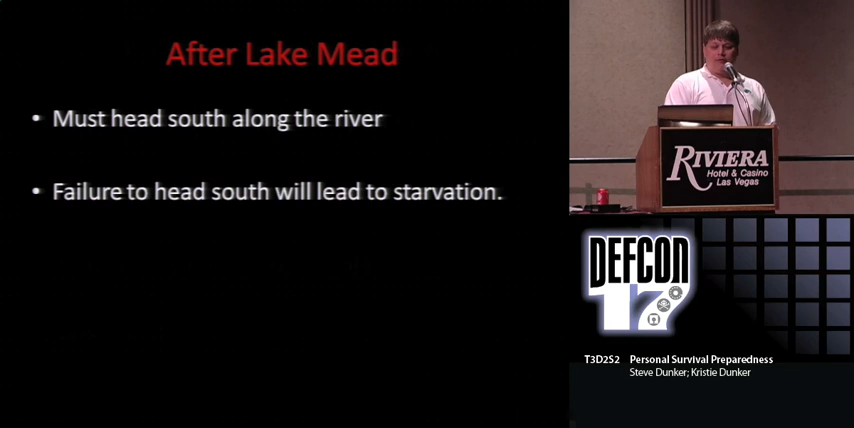 After Lake Mead
• Must head south along the river
• Failure to head south will lead to starvation.
RIVIERA
Hotel & Casino
Las Vegas
DEFCON
17
T3D2S2 Personal Survival Preparedness
Steve Dunker; Kristie Dunker